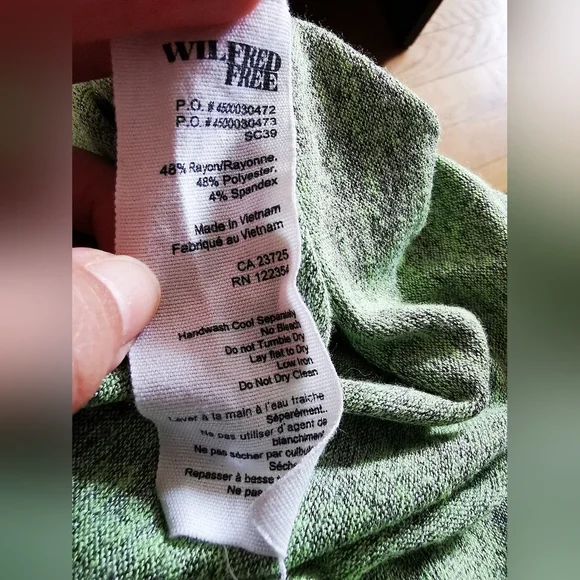 WILFRED
FREE
P.O. # 4500030472
P.O. # 4500030473
SC39
48% Rayon/Rayonne.
48% Polyester.
4% Spandex
Made in Vietnam
Fabriqué au Vietnam
CA 23725
RN 122354
Handwash Cool Separately
No Bleach
Do not Tumble Dry
Lay flat to Dry
Low Iron
Do Not Dry Clean
Laver à la main à l'eau fraiche
Séparément..
Ne pas utiliser d'agent de
blanchiment
Ne pas sécher par
Repasser à basse
Ne pas